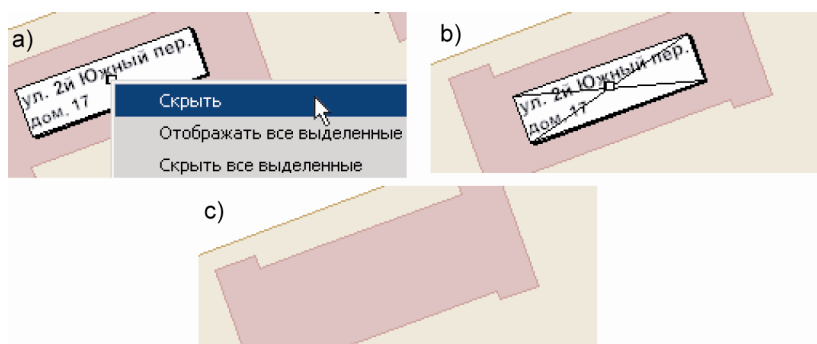 a)
ул. 2й Южный пер.
дом. 17
Скрыть
Отображать все выделенные
Скрыть все выделенные
b)
ул. 2й Южный пер.
дом. 17
c)